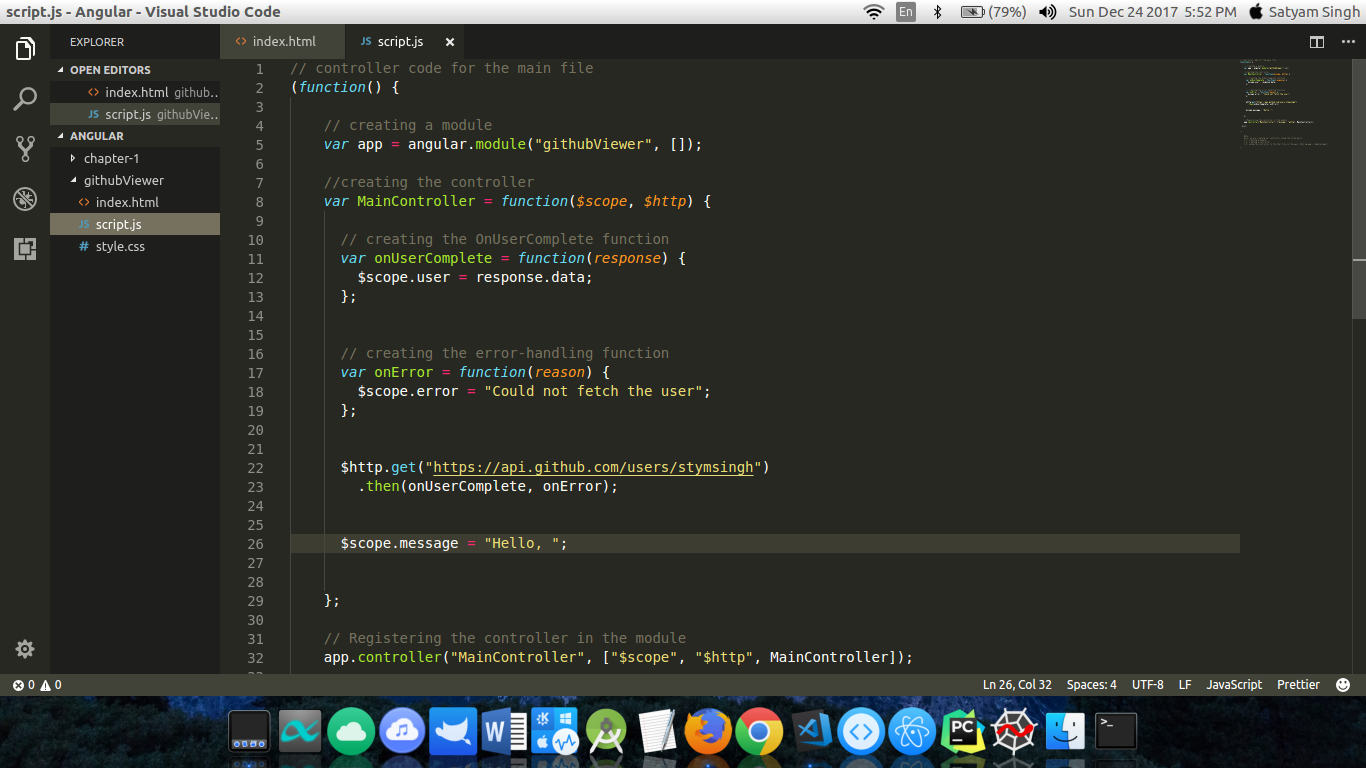 script.js - Angular - Visual Studio Code
En
(79%)
Sun Dec 24 2017 5:52 PM
Satyam Singh
EXPLORER
OPEN EDITORS
<> index.html github..
JS script.js githubVie..
ANGULAR
chapter-1
githubViewer
<> index.html
JS script.js
# style.css
<> index.html
JS script.js ×
1 // controller code for the main file
2 (function() {
3
4 // creating a module
5 var app = angular.module("githubViewer", []);
6
7 //creating the controller
8 var MainController = function($scope, $http) {
9
10 // creating the OnUserComplete function
11 var onUserComplete = function(response) {
12 $scope.user = response.data;
13 };
14
15
16 // creating the error-handling function
17 var onError = function(reason) {
18 $scope.error = "Could not fetch the user";
19 };
20
21
22 $http.get("https://api.github.com/users/stymsingh")
23 .then(onUserComplete, onError);
24
25
26 $scope.message = "Hello, ";
27
28
29 };
30
31 // Registering the controller in the module
32 app.controller("MainController", ["$scope", "$http", MainController]);
0 0
Ln 26, Col 32
Spaces: 4
UTF-8
LF
JavaScript
Prettier
W
PC
>_